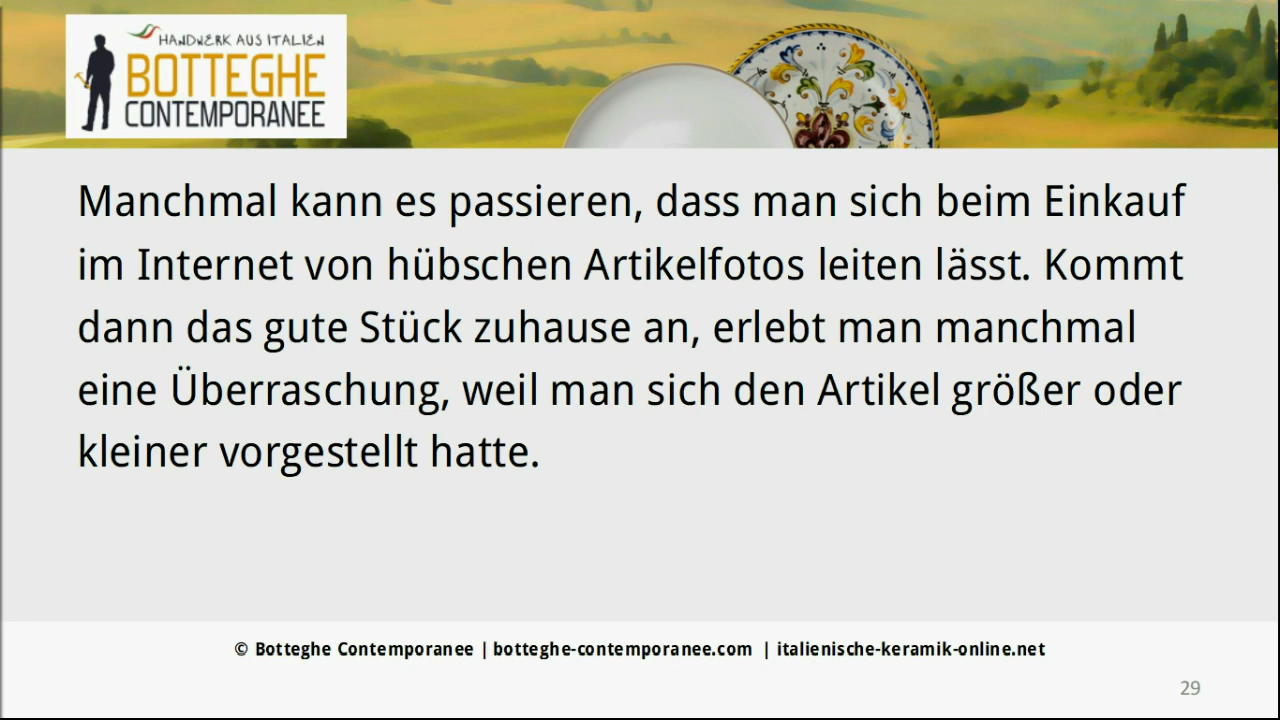 HANDWERK AUS ITALIEN
BOTTEGHE
CONTEMPORANEE
Manchmal kann es passieren, dass man sich beim Einkauf
im Internet von hübschen Artikelfotos leiten lässt. Kommt
dann das gute Stück zuhause an, erlebt man manchmal
eine Überraschung, weil man sich den Artikel größer oder
kleiner vorgestellt hatte.
© Botteghe Contemporanee | botteghe-contemporanee.com | italienische-keramik-online.net
29